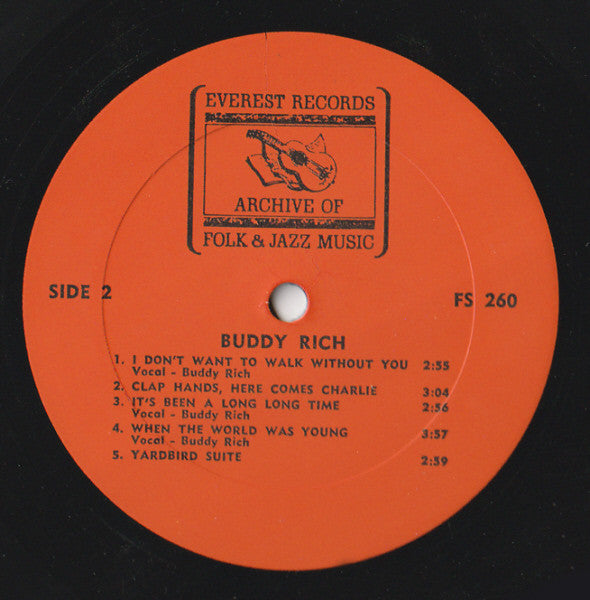 EVEREST RECORDS
ARCHIVE OF
FOLK & JAZZ MUSIC
SIDE 2
FS 260
BUDDY RICH
1. I DON'T WANT TO WALK WITHOUT YOU 2:55
Vocal - Buddy Rich
2. CLAP HANDS, HERE COMES CHARLIE 3:04
3. IT'S BEEN A LONG LONG TIME 2:56
Vocal - Buddy Rich
4. WHEN THE WORLD WAS YOUNG 3:57
Vocal - Buddy Rich
5. YARDBIRD SUITE 2:59